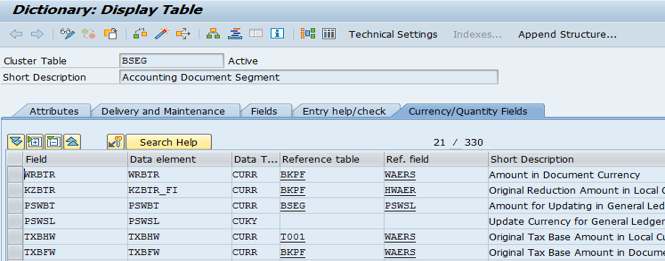 Dictionary: Display Table
Technical Settings Indexes... Append Structure...
Cluster Table BSEG Active
Short Description Accounting Document Segment
Attributes Delivery and Maintenance Fields Entry help/check Currency/Quantity Fields
Search Help 21 / 330
Field Data element Data T... Reference table Ref. field Short Description
WRBTR WRBTR CURR BKPF WAERS Amount in Document Currency
KZBTR KZBTR_FI CURR BKPF HWAER Original Reduction Amount in Local C
PSWBT PSWBT CURR BSEG PSWSL Amount for Updating in General Led
PSWSL PSWSL CUKY Update Currency for General Ledger
TXBHW TXBHW CURR T001 WAERS Original Tax Base Amount in Local Cu
TXBFW TXBFW CURR BKPF WAERS Original Tax Base Amount in Docume